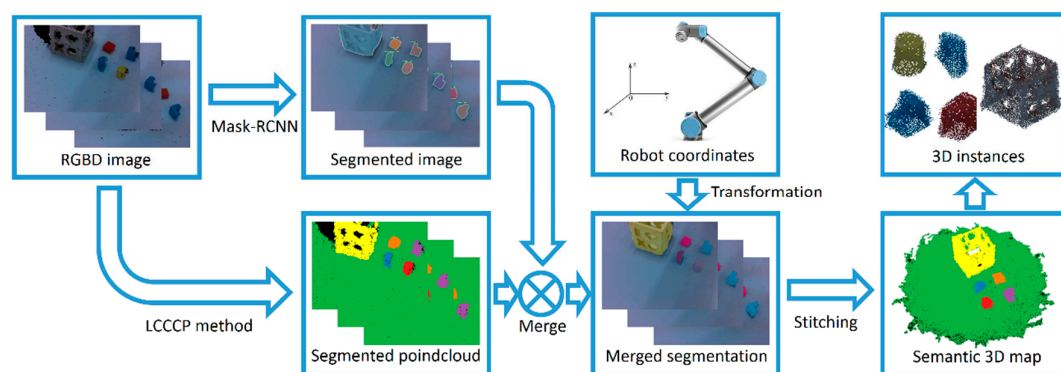 RGBD image
Mask-RCNN
Segmented image
z
0
y
x
Robot coordinates
3D instances
Transformation
LCCCP method
Segmented poindcloud
Merge
Merged segmentation
Stitching
Semantic 3D map